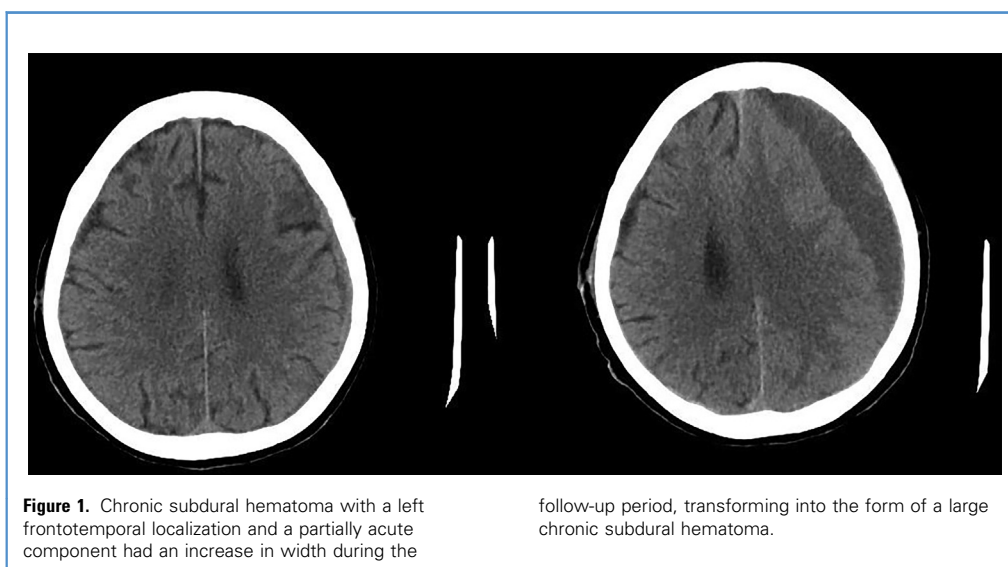 Figure 1. Chronic subdural hematoma with a left
frontotemporal localization and a partially acute
component had an increase in width during the
follow-up period, transforming into the form of a large
chronic subdural hematoma.